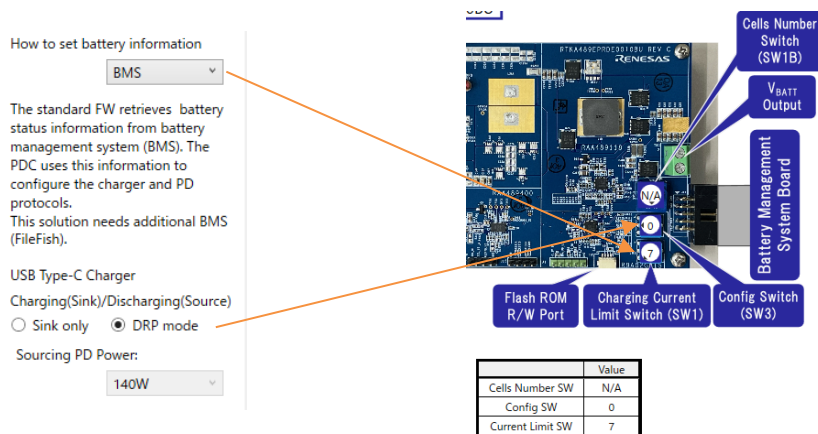 How to set battery information
BMS
The standard FW retrieves battery
status information from battery
management system (BMS). The
PDC uses this information to
configure the charger and PD
protocols.
This solution needs additional BMS
(FileFish).
USB Type-C Charger
Charging(Sink)/Discharging(Source)
Sink only
DRP mode
Sourcing PD Power:
140W
RTKA489EPRDE0010BU REV C
RENESAS
Cells Number
Switch
(SW1B)
VBATT
Output
Battery Management
System Board
N/A
0
7
Flash ROM
R/W Port
Charging Current
Limit Switch (SW1)
Config Switch
(SW3)
Value
Cells Number SW N/A
Config SW 0
Current Limit SW 7